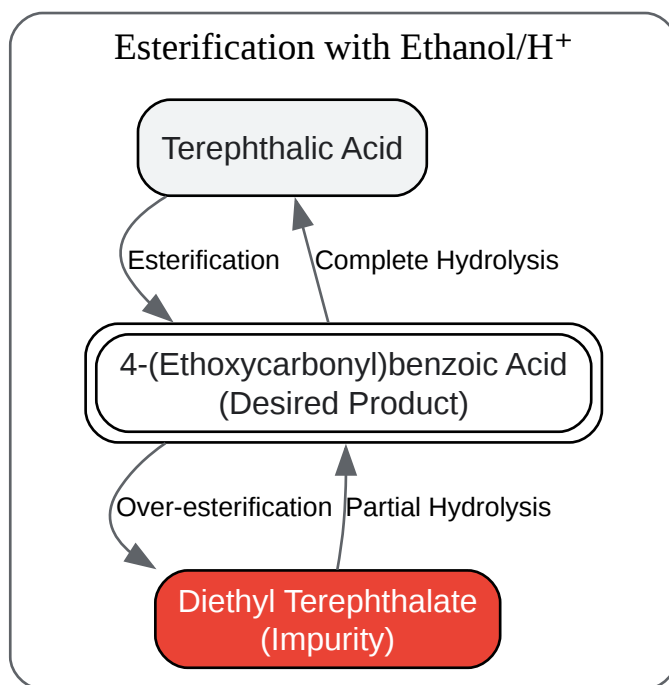 Esterification with Ethanol/H⁺
Terephthalic Acid
Esterification
Complete Hydrolysis
4-(Ethoxycarbonyl)benzoic Acid
(Desired Product)
Over-esterification
Partial Hydrolysis
Diethyl Terephthalate
(Impurity)